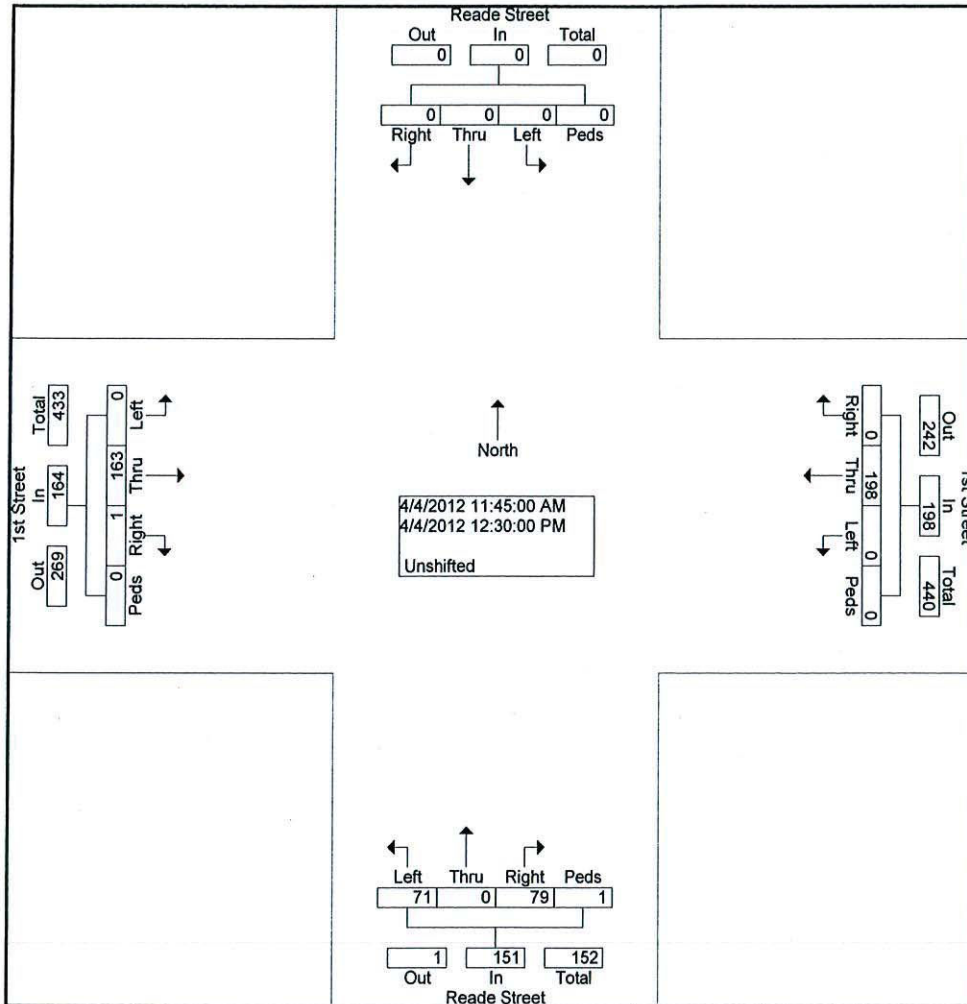 Reade Street
Out In Total
0 0 0
0 0 0 0
Right Thru Left Peds
1st Street
Total In Out
433 164 269
0 163 1 0
Left Thru Right Peds
North
4/4/2012 11:45:00 AM
4/4/2012 12:30:00 PM
Unshifted
Right Thru Left Peds
0 198 0 0
Out In Total
242 198 440
1st Street
Left Thru Right Peds
71 0 79 1
1 151 152
Out In Total
Reade Street